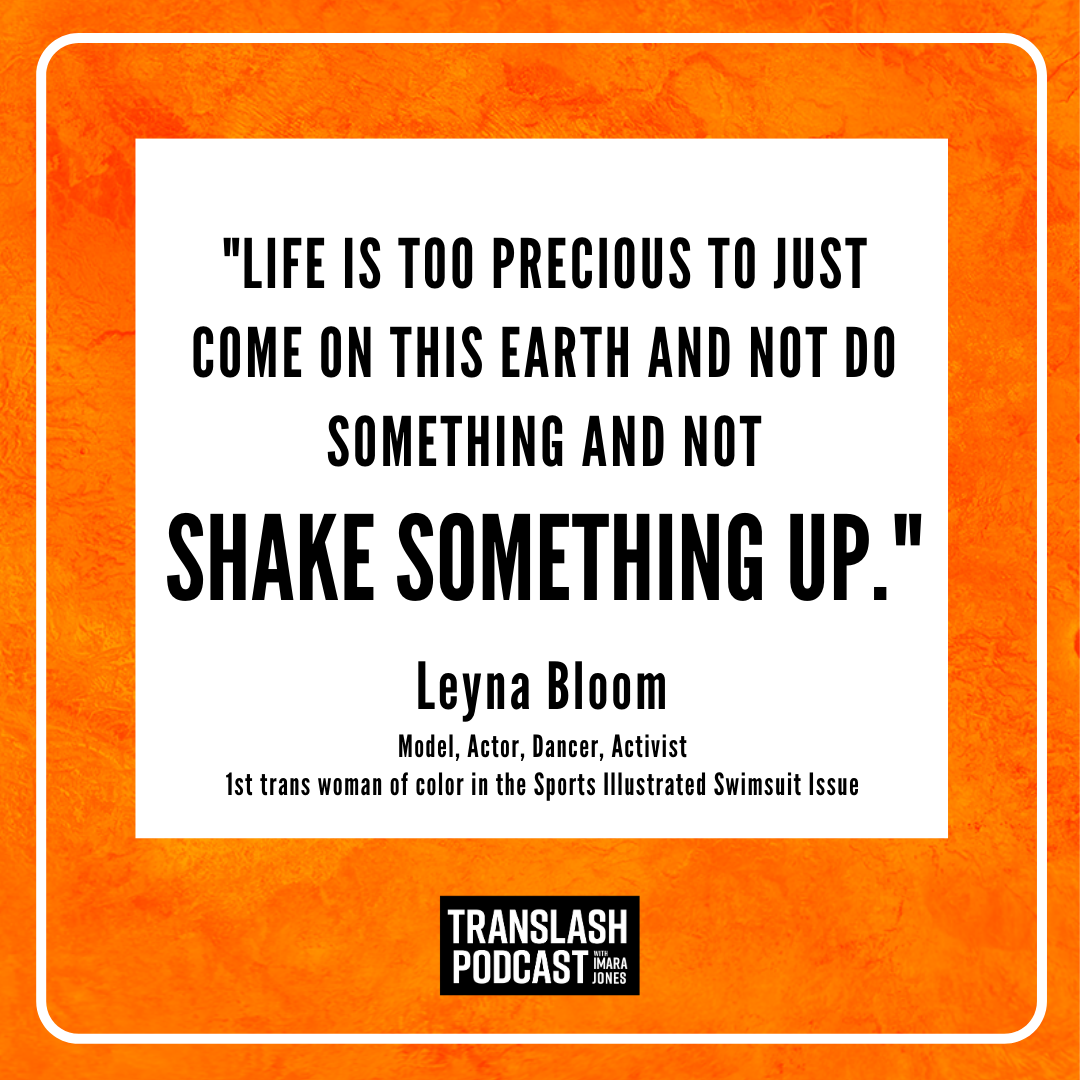 "LIFE IS TOO PRECIOUS TO JUST
COME ON THIS EARTH AND NOT DO
SOMETHING AND NOT
SHAKE SOMETHING UP."
Leyna Bloom
Model, Actor, Dancer, Activist
1st trans woman of color in the Sports Illustrated Swimsuit Issue
TRANSLASH
PODCAST
WITH
IMARA
JONES